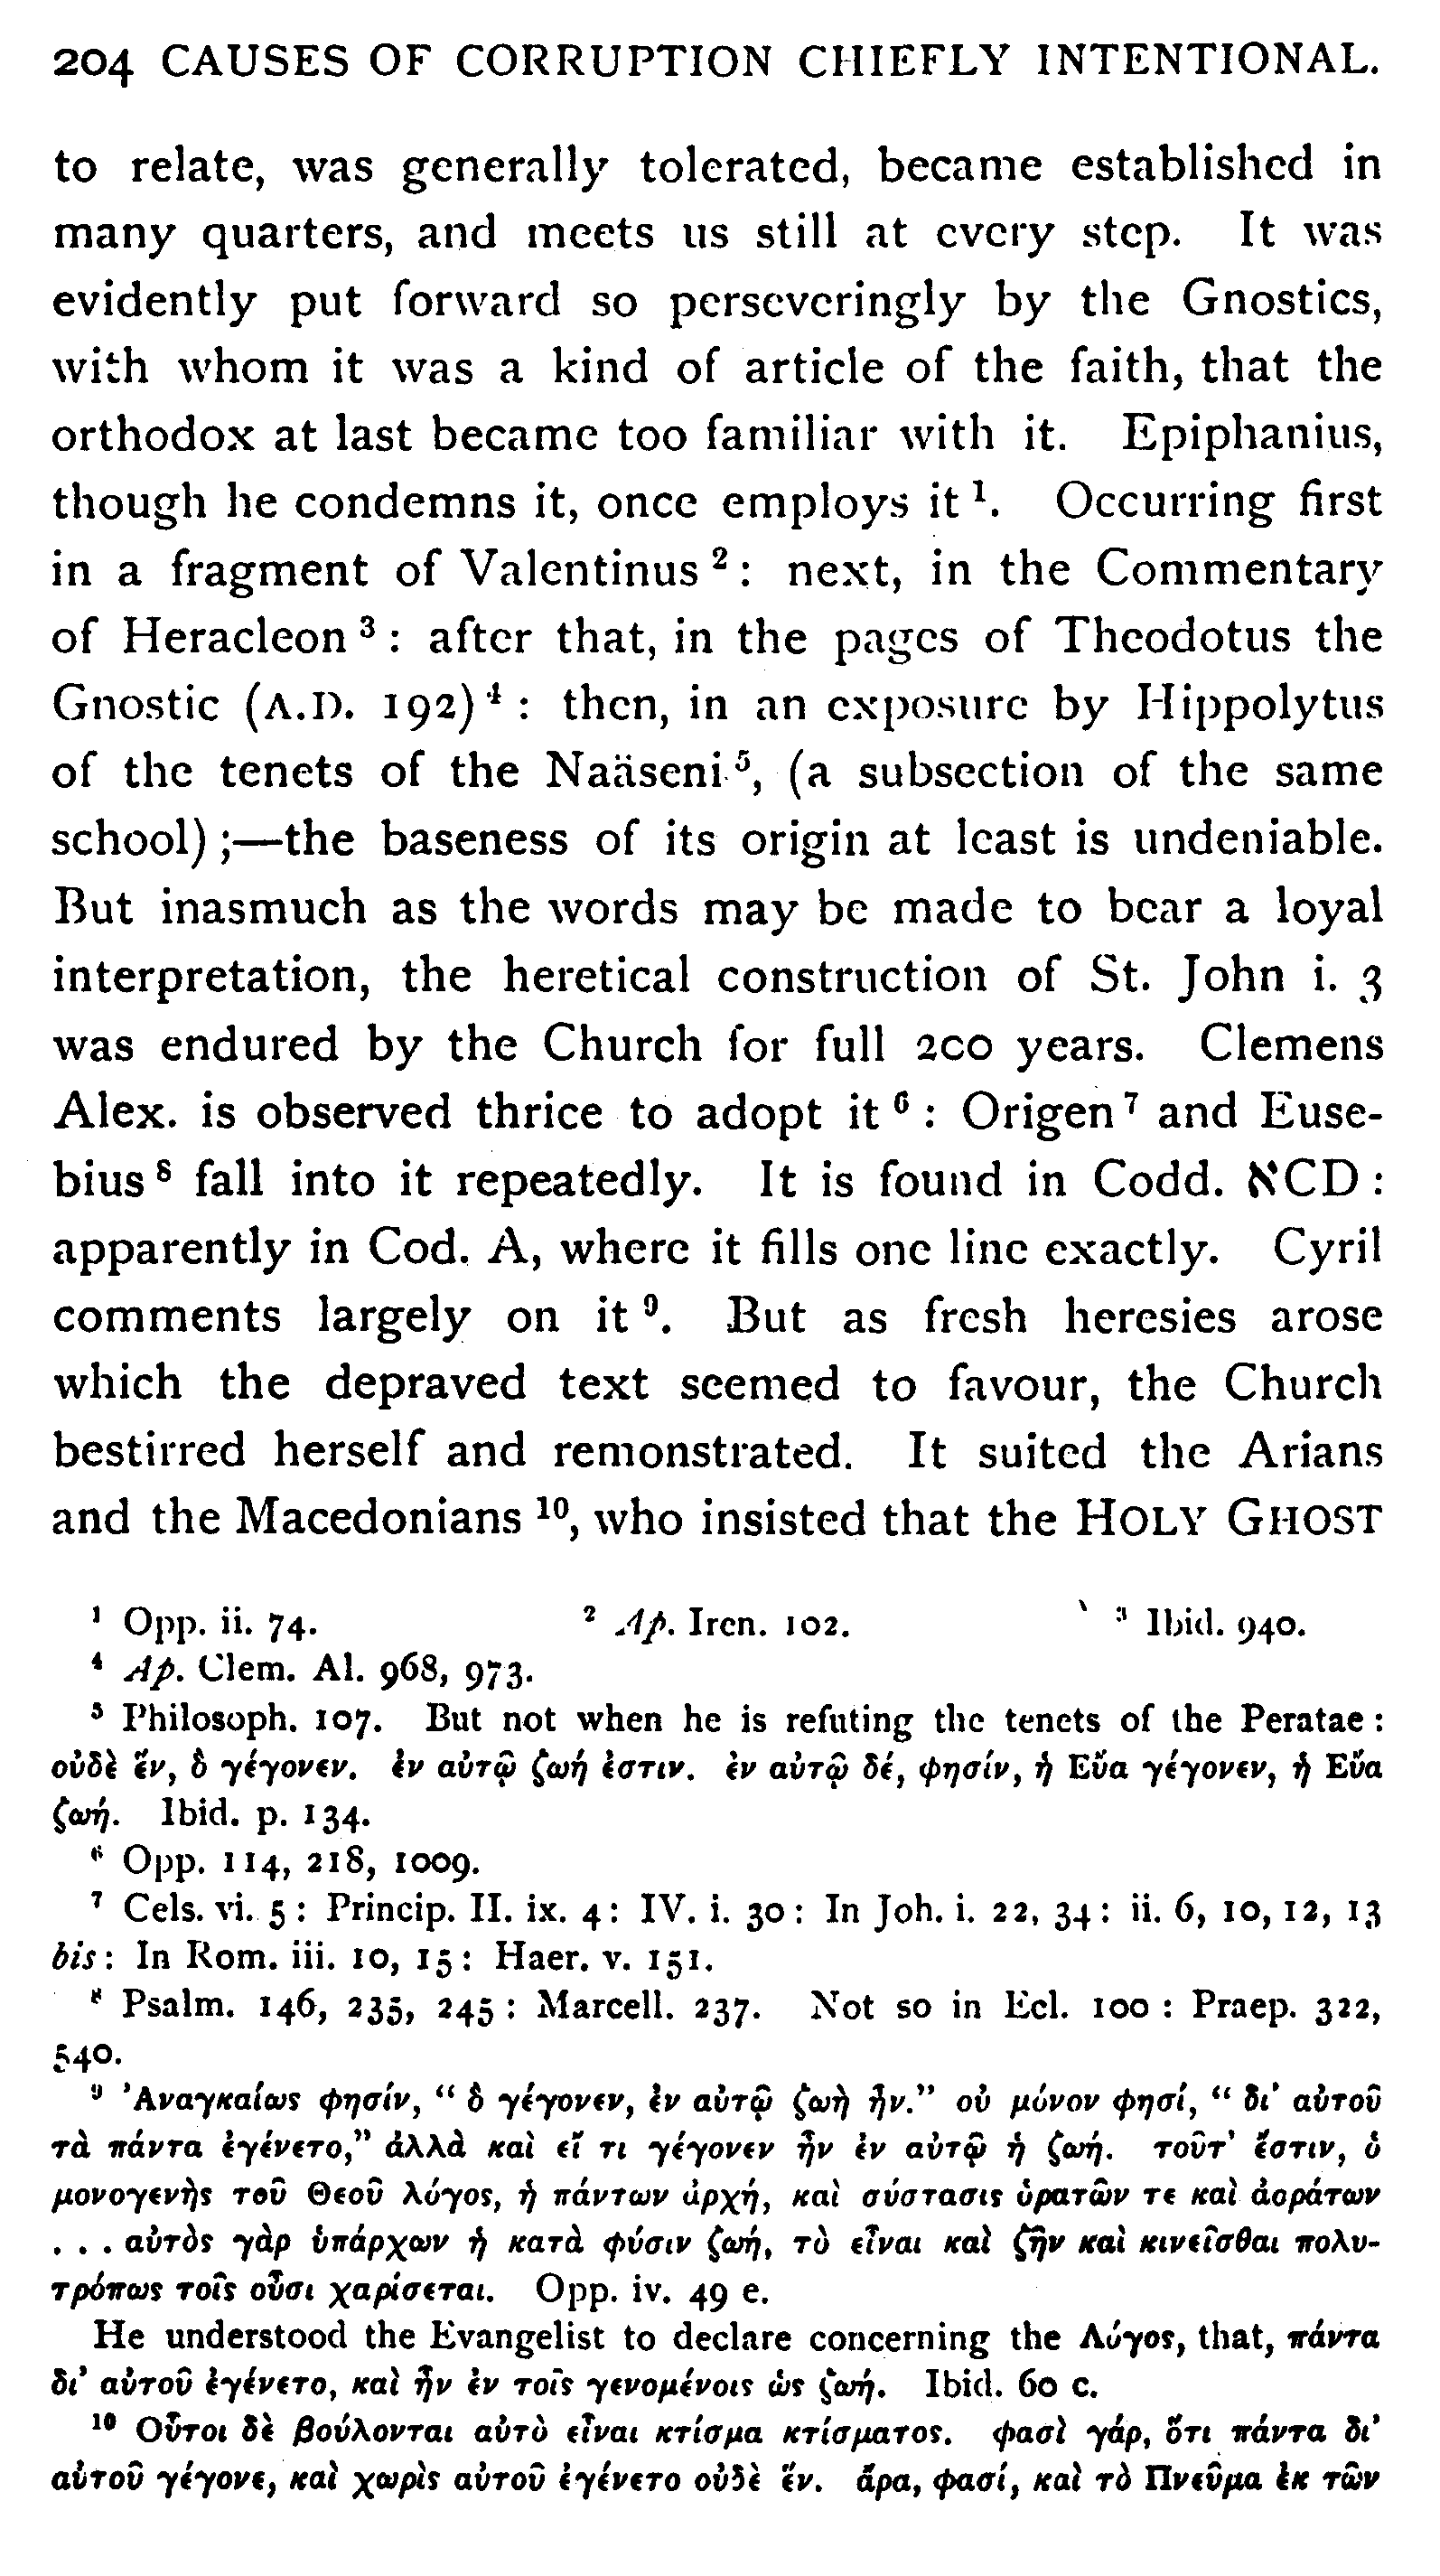 204 CAUSES OF CORRUPTION CHIEFLY INTENTIONAL.
to relate, was generally tolerated, became established in
many quarters, and meets us still at every step. It was
evidently put forward so perseveringly by the Gnostics,
with whom it was a kind of article of the faith, that the
orthodox at last became too familiar with it. Epiphanius,
though he condemns it, once employs it ¹. Occurring first
in a fragment of Valentinus ²: next, in the Commentary
of Heracleon ³: after that, in the pages of Theodotus the
Gnostic (A.D. 192) ⁴: then, in an exposure by Hippolytus
of the tenets of the Naäseni ⁵, (a subsection of the same
school) ;—the baseness of its origin at least is undeniable.
But inasmuch as the words may be made to bear a loyal
interpretation, the heretical construction of St. John i. 3
was endured by the Church for full 200 years. Clemens
Alex. is observed thrice to adopt it ⁶: Origen ⁷ and Euse-
bius ⁸ fall into it repeatedly. It is found in Codd. אCD :
apparently in Cod. A, where it fills one line exactly. Cyril
comments largely on it ⁹. But as fresh heresies arose
which the depraved text seemed to favour, the Church
bestirred herself and remonstrated. It suited the Arians
and the Macedonians ¹⁰, who insisted that the HOLY GHOST
¹ Opp. ii. 74. ² Ap. Iren. 102. ³ Ibid. 940.
⁴ Ap. Clem. Al. 968, 973.
⁵ Philosoph. 107. But not when he is refuting the tenets of the Peratae :
οὐδὲ ἕν, ὃ γέγονεν. ἐν αὐτῷ ζωή ἐστιν. ἐν αὐτῷ δέ, φησίν, ἡ Εὔα γέγονεν, ἡ Εὔα
ζωή. Ibid. p. 134.
⁶ Opp. 114, 218, 1009.
⁷ Cels. vi. 5 : Princip. II. ix. 4 : IV. i. 30 : In Joh. i. 22, 34 : ii. 6, 10, 12, 13
bis : In Rom. iii. 10, 15 : Haer. v. 151.
⁸ Psalm. 146, 235, 245 : Marcell. 237. Not so in Ecl. 100 : Praep. 322,
540.
⁹ Ἀναγκαίως φησίν, “ ὃ γέγονεν, ἐν αὐτῷ ζωὴ ἦν.” οὐ μόνον φησί, “ δι’ αὐτοῦ
τὰ πάντα ἐγένετο,” ἀλλὰ καὶ εἴ τι γέγονεν ἦν ἐν αὐτῷ ἡ ζωή. τοῦτ’ ἔστιν, ὁ
μονογενὴς τοῦ Θεοῦ λόγος, ἡ πάντων ἀρχή, καὶ σύστασις ὁρατῶν τε καὶ ἀοράτων
. . . αὐτὸς γὰρ ὑπάρχων ἡ κατὰ φύσιν ζωή, τὸ εἶναι καὶ ζῆν καὶ κινεῖσθαι πολυ-
τρόπως τοῖς οὖσι χαρίσεται. Opp. iv. 49 e.
He understood the Evangelist to declare concerning the Λόγος, that, πάντα
δι’ αὐτοῦ ἐγένετο, καὶ ἦν ἐν τοῖς γενομένοις ὡς ζωή. Ibid. 60 c.
¹⁰ Οὗτοι δὲ βούλονται αὐτὸ εἶναι κτίσμα κτίσματος. φασὶ γάρ, ὅτι πάντα δι’
αὐτοῦ γέγονε, καὶ χωρὶς αὐτοῦ ἐγένετο οὐδὲ ἕν. ἄρα, φασί, καὶ τὸ Πνεῦμα ἐκ τῶν